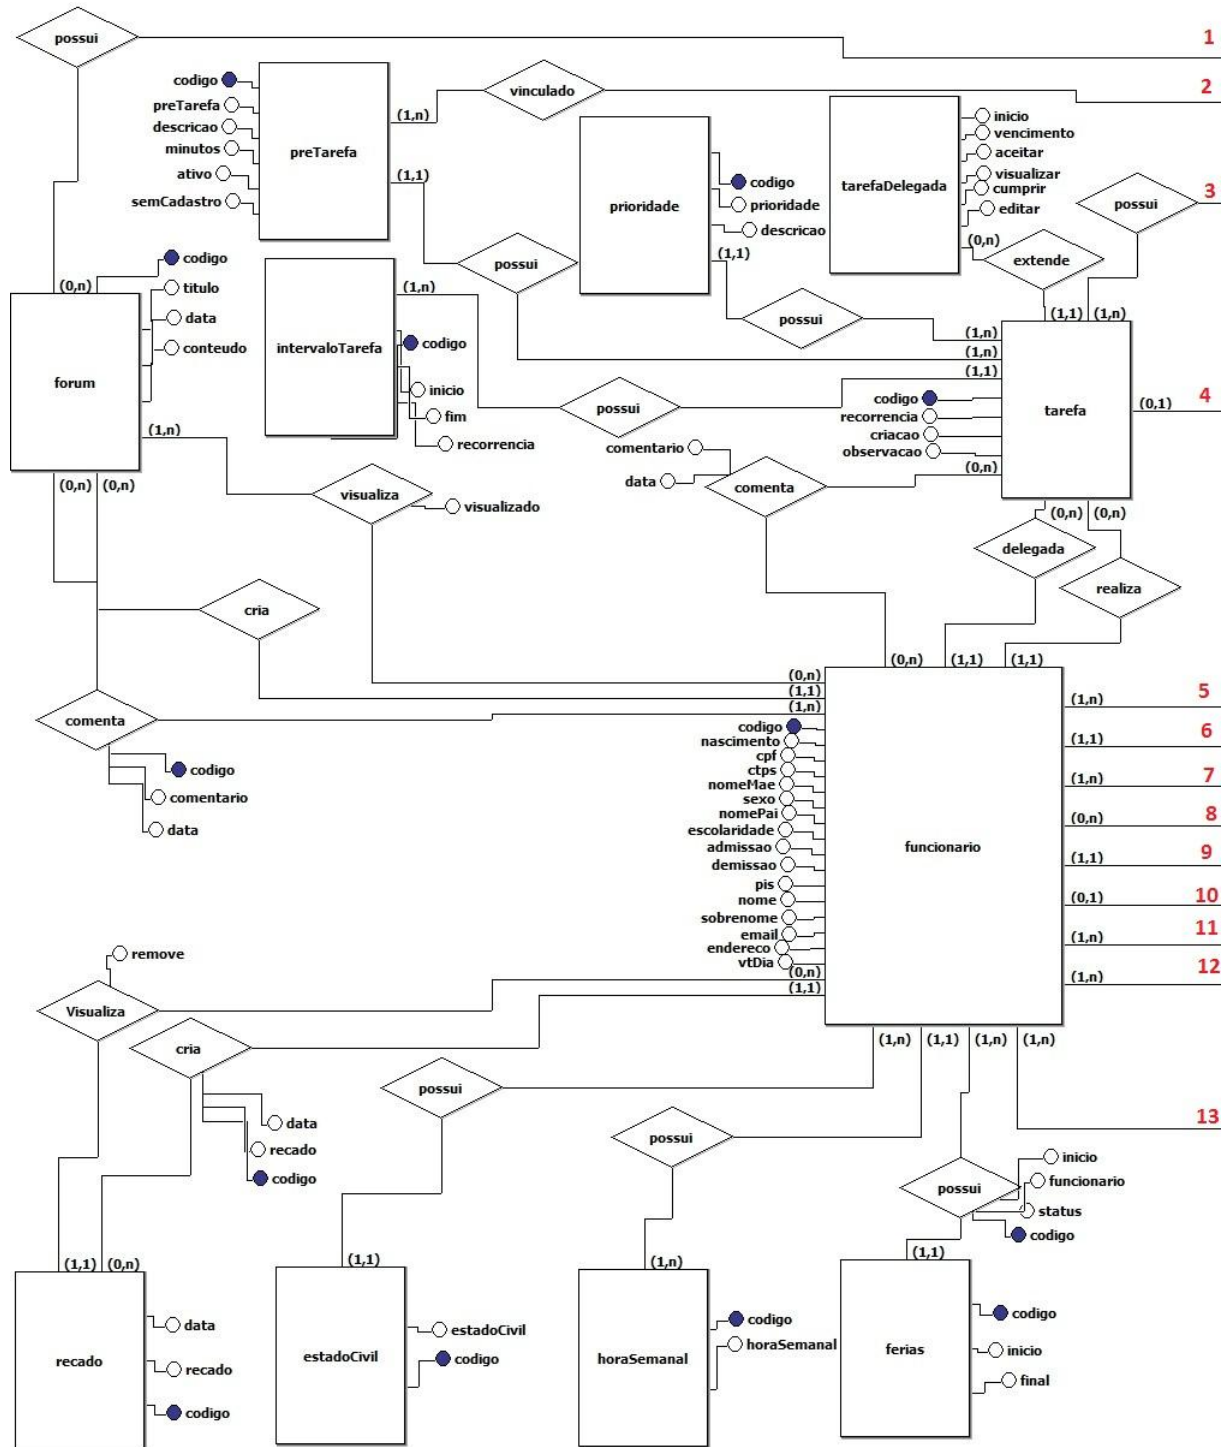 possui
1
codigo
preTarefa
descricao
minutos
ativo
semCadastro
preTarefa
(1,n)
(1,1)
vinculado
2
prioridade
codigo
prioridade
descricao
(1,1)
tarefaDelegada
inicio
vencimento
aceitar
visualizar
cumprir
editar
(0,n)
extende
possui
3
possui
possui
(0,n)
codigo
titulo
data
conteudo
forum
(1,n)
(0,n)
(0,n)
intervaloTarefa
(1,n)
codigo
inicio
fim
recorrencia
possui
(1,1)
(1,n)
(1,n)
(1,n)
(1,1)
codigo
recorrência
criacao
observacao
(0,n)
tarefa
(0,1)
4
comentario
data
comenta
visualiza
visualizado
(0,n)
(0,n)
delegada
realiza
cria
comenta
codigo
comentario
data
(0,n)
(1,1)
(1,1)
(0,n)
(1,1)
(1,n)
codigo
nascimento
cpf
ctps
nomeMae
sexo
nomePai
escolaridade
admissao
demissao
pis
nome
sobrenome
email
endereco
vtDia
(0,n)
(1,1)
funcionario
(1,n)
5
(1,1)
6
(1,n)
7
(0,n)
8
(1,1)
9
(0,1)
10
(1,n)
11
(1,n)
12
(1,n)
(1,1)
(1,n)
(1,n)
13
remove
Visualiza
cria
data
recado
codigo
possui
possui
possui
inicio
funcionario
status
codigo
(1,1)
(0,n)
recado
data
recado
codigo
(1,1)
estadoCivil
estadoCivil
codigo
(1,n)
horaSemanal
codigo
horaSemanal
(1,1)
ferias
codigo
inicio
final